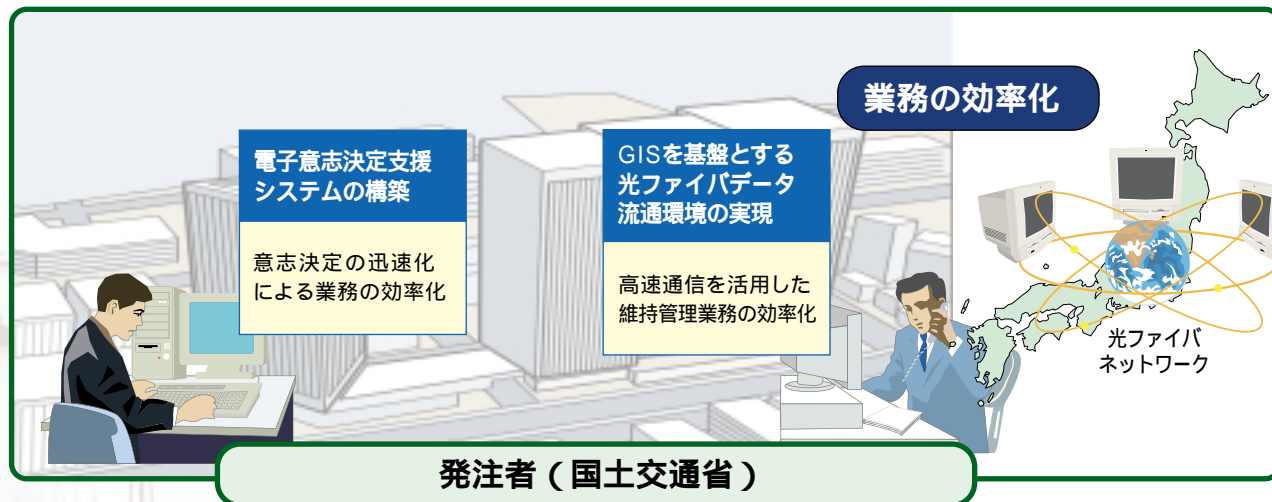 業務の効率化
電子意志決定支援
システムの構築
意志決定の迅速化
による業務の効率化
GISを基盤とする
光ファイバデータ
流通環境の実現
高速通信を活用した
維持管理業務の効率化
光ファイバ
ネットワーク
発注者(国土交通省)